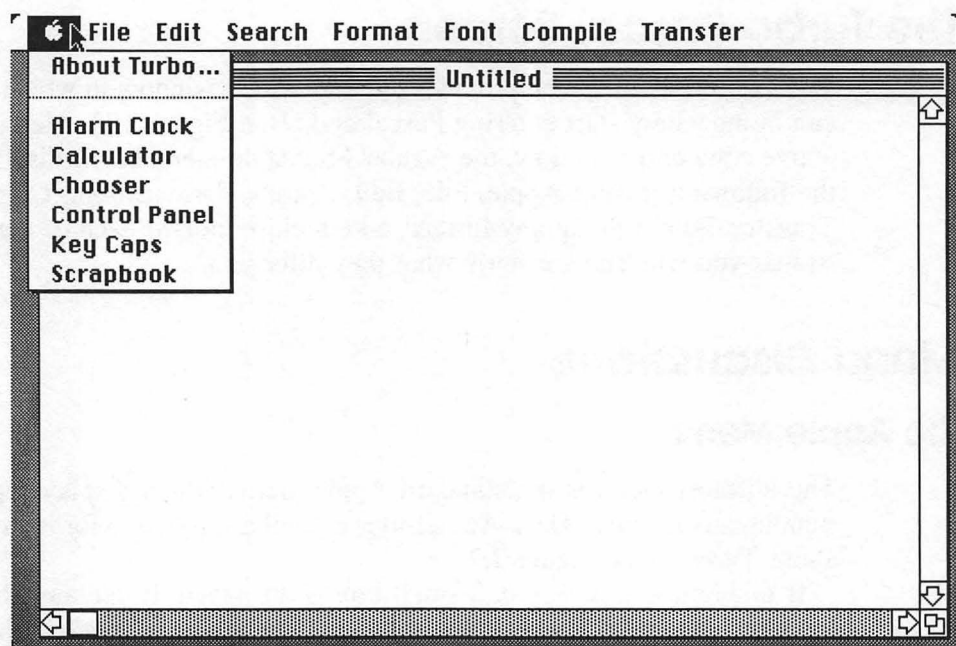 File Edit Search Format Font Compile Transfer
About Turbo...
Untitled
Alarm Clock
Calculator
Chooser
Control Panel
Key Caps
Scrapbook